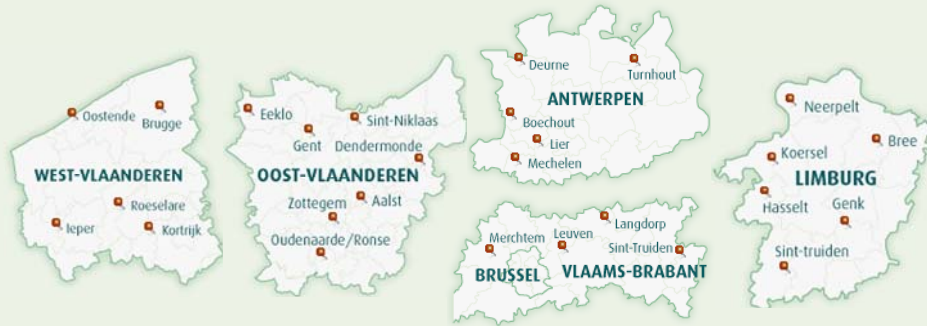 Oostende
Brugge
WEST-VLAANDEREN
Roeselare
Ieper
Kortrijk
Eeklo
Sint-Niklaas
Gent
Dendermonde
OOST-VLAANDEREN
Zottegem
Aalst
Oudenaarde/Ronse
Deurne
Turnhout
ANTWERPEN
Boechout
Lier
Mechelen
Langdorp
Merchtem
Leuven
Sint-Truiden
BRUSSEL
VLAAMS-BRABANT
Neerpelt
Bree
Koersel
LIMBURG
Hasselt
Genk
Sint-truiden